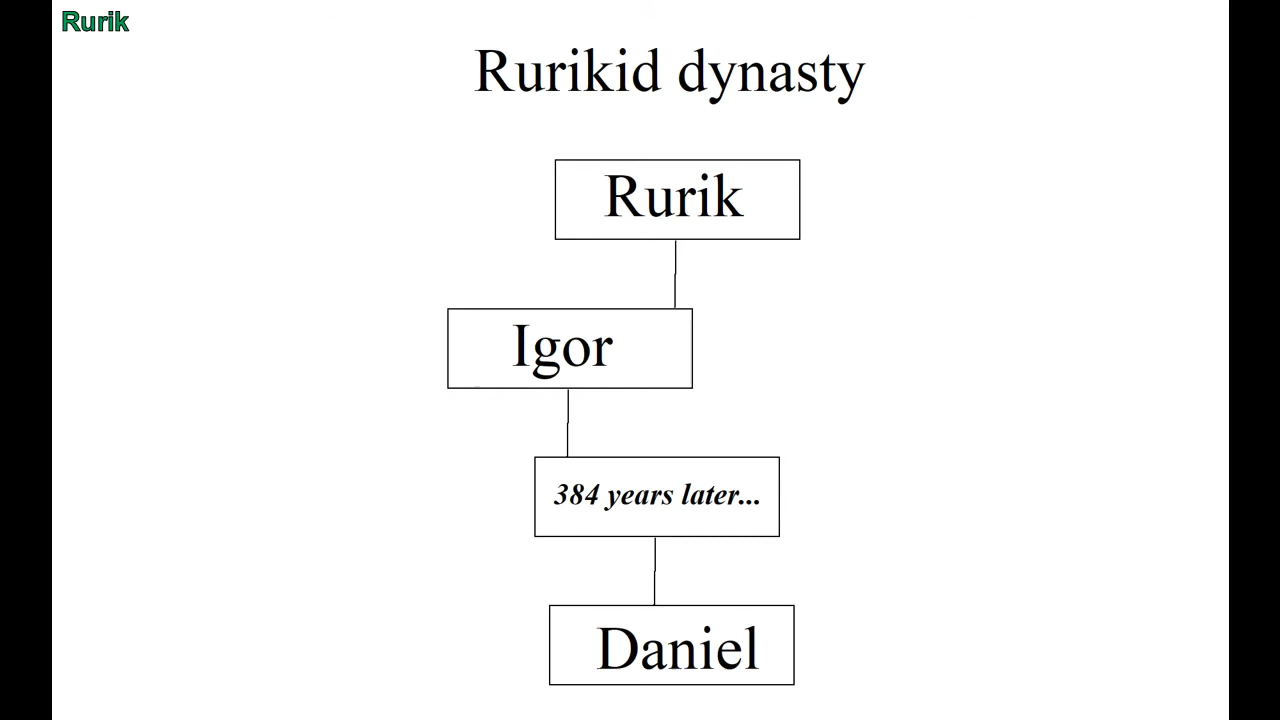 Rurik
Rurikid dynasty
Rurik
Igor
384 years later...
Daniel